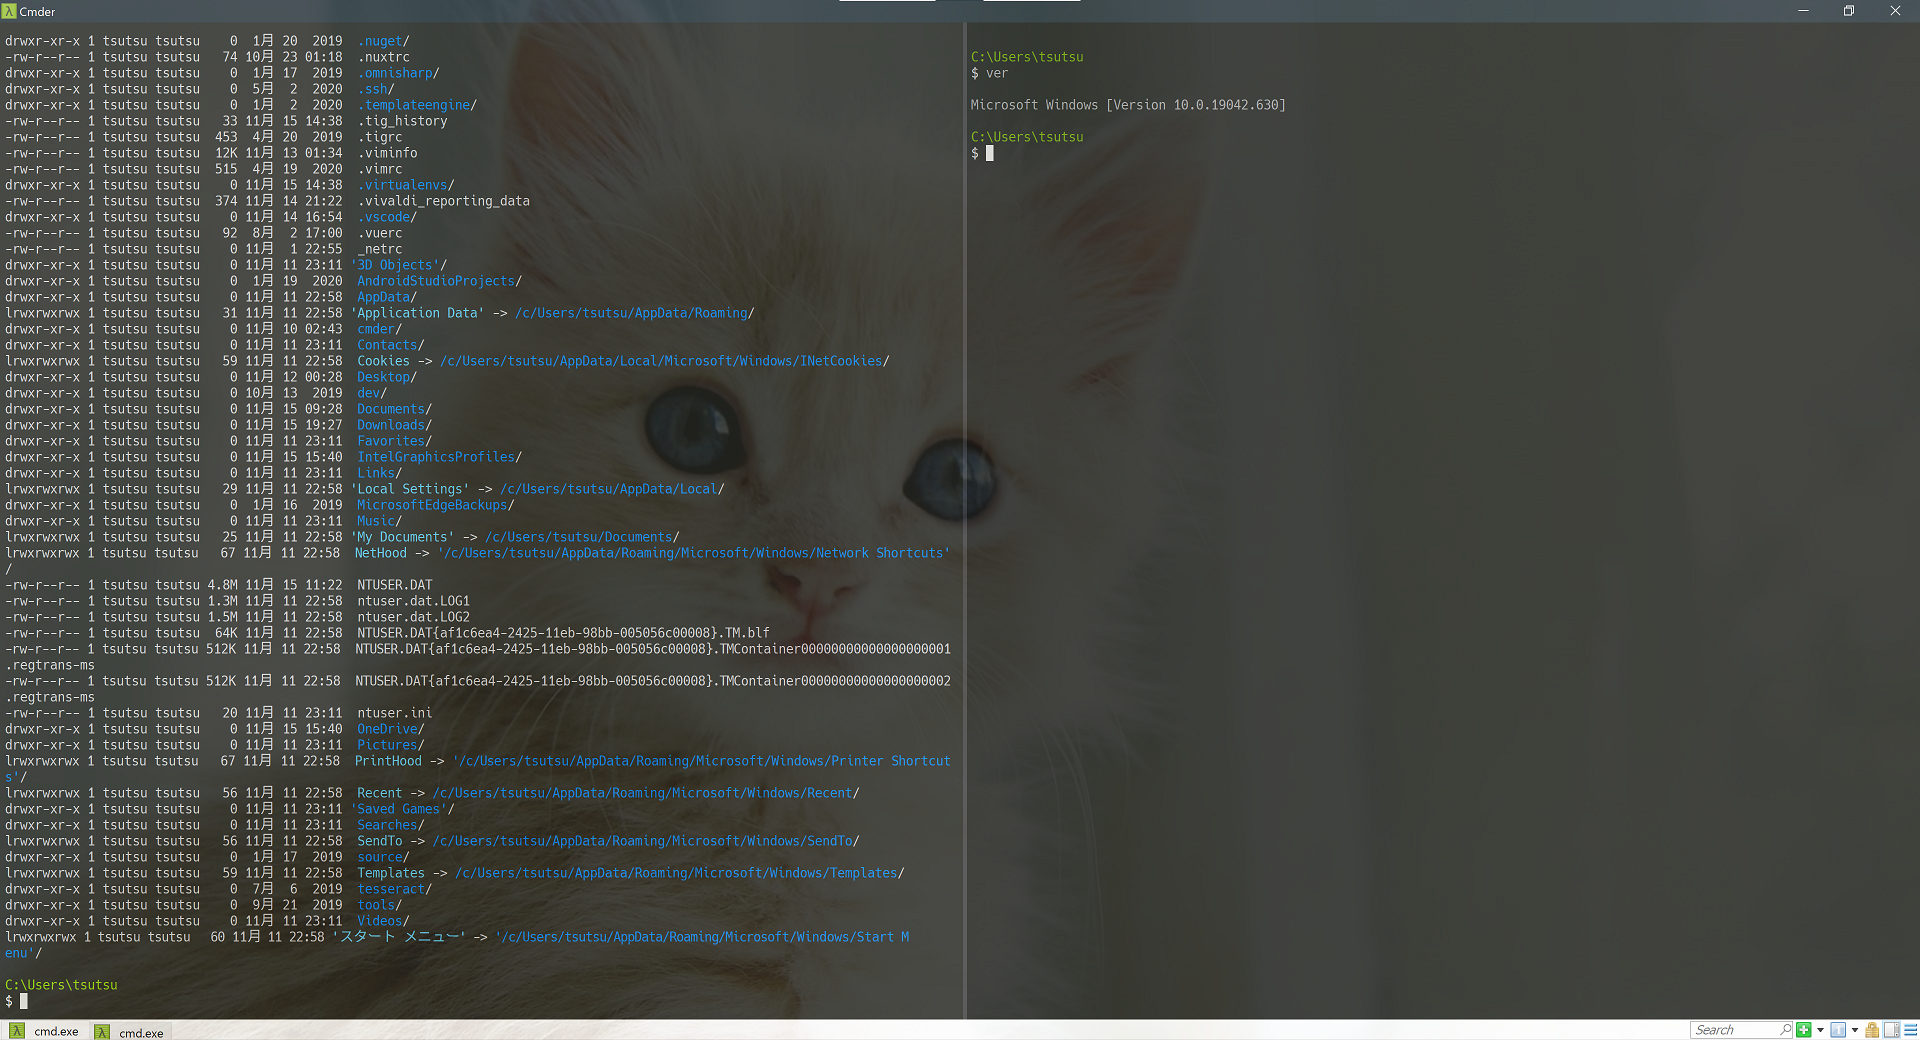 Cmder
drwxr-xr-x 1 tsutsu tsutsu    0  1月 20  2019  .nuget/
-rw-r--r-- 1 tsutsu tsutsu   74 10月 23 01:18  .nuxtrc
drwxr-xr-x 1 tsutsu tsutsu    0  1月 17  2019  .omnisharp/
drwxr-xr-x 1 tsutsu tsutsu    0  5月  2  2020  .ssh/
drwxr-xr-x 1 tsutsu tsutsu    0  1月  2  2020  .templateengine/
-rw-r--r-- 1 tsutsu tsutsu   33 11月 15 14:38  .tig_history
-rw-r--r-- 1 tsutsu tsutsu  453  4月 20  2019  .tigrc
-rw-r--r-- 1 tsutsu tsutsu  12K 11月 13 01:34  .viminfo
-rw-r--r-- 1 tsutsu tsutsu  515  4月 19  2020  .vimrc
drwxr-xr-x 1 tsutsu tsutsu    0 11月 15 14:38  .virtualenvs/
-rw-r--r-- 1 tsutsu tsutsu  374 11月 14 21:22  .vivaldi_reporting_data
drwxr-xr-x 1 tsutsu tsutsu    0 11月 14 16:54  .vscode/
-rw-r--r-- 1 tsutsu tsutsu   92  8月  2 17:00  .vuerc
-rw-r--r-- 1 tsutsu tsutsu    0 11月  1 22:55  _netrc
drwxr-xr-x 1 tsutsu tsutsu    0 11月 11 23:11 '3D Objects'/
drwxr-xr-x 1 tsutsu tsutsu    0  1月 19  2020  AndroidStudioProjects/
drwxr-xr-x 1 tsutsu tsutsu    0 11月 11 22:58  AppData/
lrwxrwxrwx 1 tsutsu tsutsu   31 11月 11 22:58 'Application Data' -> /c/Users/tsutsu/AppData/Roaming/
drwxr-xr-x 1 tsutsu tsutsu    0 11月 10 02:43  cmder/
drwxr-xr-x 1 tsutsu tsutsu    0 11月 11 23:11  Contacts/
lrwxrwxrwx 1 tsutsu tsutsu   59 11月 11 22:58  Cookies -> /c/Users/tsutsu/AppData/Local/Microsoft/Windows/INetCookies/
drwxr-xr-x 1 tsutsu tsutsu    0 11月 12 00:28  Desktop/
drwxr-xr-x 1 tsutsu tsutsu    0 10月 13  2019  dev/
drwxr-xr-x 1 tsutsu tsutsu    0 11月 15 09:28  Documents/
drwxr-xr-x 1 tsutsu tsutsu    0 11月 15 19:27  Downloads/
drwxr-xr-x 1 tsutsu tsutsu    0 11月 11 23:11  Favorites/
drwxr-xr-x 1 tsutsu tsutsu    0 11月 15 15:40  IntelGraphicsProfiles/
drwxr-xr-x 1 tsutsu tsutsu    0 11月 11 23:11  Links/
lrwxrwxrwx 1 tsutsu tsutsu   29 11月 11 22:58 'Local Settings' -> /c/Users/tsutsu/AppData/Local/
drwxr-xr-x 1 tsutsu tsutsu    0  1月 16  2019  MicrosoftEdgeBackups/
drwxr-xr-x 1 tsutsu tsutsu    0 11月 11 23:11  Music/
lrwxrwxrwx 1 tsutsu tsutsu   25 11月 11 22:58 'My Documents' -> /c/Users/tsutsu/Documents/
lrwxrwxrwx 1 tsutsu tsutsu   67 11月 11 22:58  NetHood -> '/c/Users/tsutsu/AppData/Roaming/Microsoft/Windows/Network Shortcuts'
/
-rw-r--r-- 1 tsutsu tsutsu 4.8M 11月 15 11:22  NTUSER.DAT
-rw-r--r-- 1 tsutsu tsutsu 1.3M 11月 11 22:58  ntuser.dat.LOG1
-rw-r--r-- 1 tsutsu tsutsu 1.5M 11月 11 22:58  ntuser.dat.LOG2
-rw-r--r-- 1 tsutsu tsutsu  64K 11月 11 22:58  NTUSER.DAT{af1c6ea4-2425-11eb-98bb-005056c00008}.TM.blf
-rw-r--r-- 1 tsutsu tsutsu 512K 11月 11 22:58  NTUSER.DAT{af1c6ea4-2425-11eb-98bb-005056c00008}.TMContainer00000000000000000001
.regtrans-ms
-rw-r--r-- 1 tsutsu tsutsu 512K 11月 11 22:58  NTUSER.DAT{af1c6ea4-2425-11eb-98bb-005056c00008}.TMContainer00000000000000000002
.regtrans-ms
-rw-r--r-- 1 tsutsu tsutsu   20 11月 11 23:11  ntuser.ini
drwxr-xr-x 1 tsutsu tsutsu    0 11月 15 15:40  OneDrive/
drwxr-xr-x 1 tsutsu tsutsu    0 11月 11 23:11  Pictures/
lrwxrwxrwx 1 tsutsu tsutsu   67 11月 11 22:58  PrintHood -> '/c/Users/tsutsu/AppData/Roaming/Microsoft/Windows/Printer Shortcut
s'/
lrwxrwxrwx 1 tsutsu tsutsu   56 11月 11 22:58  Recent -> /c/Users/tsutsu/AppData/Roaming/Microsoft/Windows/Recent/
drwxr-xr-x 1 tsutsu tsutsu    0 11月 11 23:11 'Saved Games'/
drwxr-xr-x 1 tsutsu tsutsu    0 11月 11 23:11  Searches/
lrwxrwxrwx 1 tsutsu tsutsu   56 11月 11 22:58  SendTo -> /c/Users/tsutsu/AppData/Roaming/Microsoft/Windows/SendTo/
drwxr-xr-x 1 tsutsu tsutsu    0  1月 17  2019  source/
lrwxrwxrwx 1 tsutsu tsutsu   59 11月 11 22:58  Templates -> /c/Users/tsutsu/AppData/Roaming/Microsoft/Windows/Templates/
drwxr-xr-x 1 tsutsu tsutsu    0  7月  6  2019  tesseract/
drwxr-xr-x 1 tsutsu tsutsu    0  9月 21  2019  tools/
drwxr-xr-x 1 tsutsu tsutsu    0 11月 11 23:11  Videos/
lrwxrwxrwx 1 tsutsu tsutsu   60 11月 11 22:58 'スタート メニュー' -> '/c/Users/tsutsu/AppData/Roaming/Microsoft/Windows/Start M
enu'/
C:\Users\tsutsu
$
C:\Users\tsutsu
$ ver
Microsoft Windows [Version 10.0.19042.630]
C:\Users\tsutsu
$
cmd.exe
cmd.exe
Search